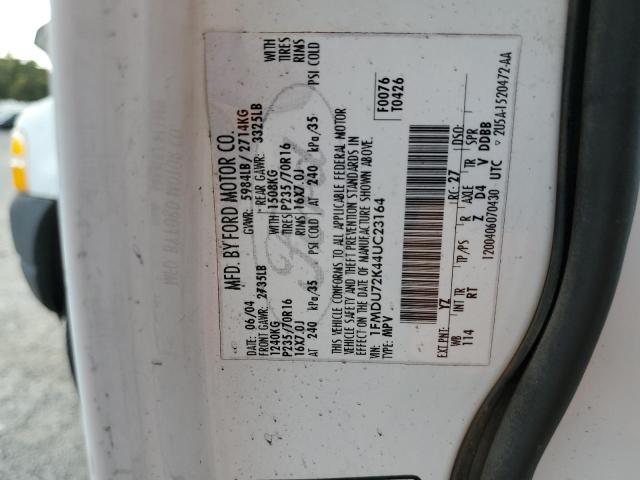 MFD. BY FORD MOTOR CO.
DATE: 06/04 GVWR: 5984LB/ 2714KG
FRONT GAWR: 2735LB REAR GAWR: 3325LB
1240KG WITH 1508KG WITH
P235/70R16 TIRES P235/70R16 TIRES
16X7.0J RIMS 16X7.0J RIMS
AT 240 kPa/35 PSI COLD AT 240 kPa/35 PSI COLD
THIS VEHICLE CONFORMS TO ALL APPLICABLE FEDERAL MOTOR
VEHICLE SAFETY AND THEFT PREVENTION STANDARDS IN
EFFECT ON THE DATE OF MANUFACTURE SHOWN ABOVE.
VIN: 1FMDU72K44UC23164
TYPE: MPV
F0076
T0426
EXT PNT: YZ RC: 27 DSO:
WB INT TR TP/PS R AXLE TR SPR
114 RT Z D4 V DDBB
1200406070430 UTC 2U5A-1520472-AA